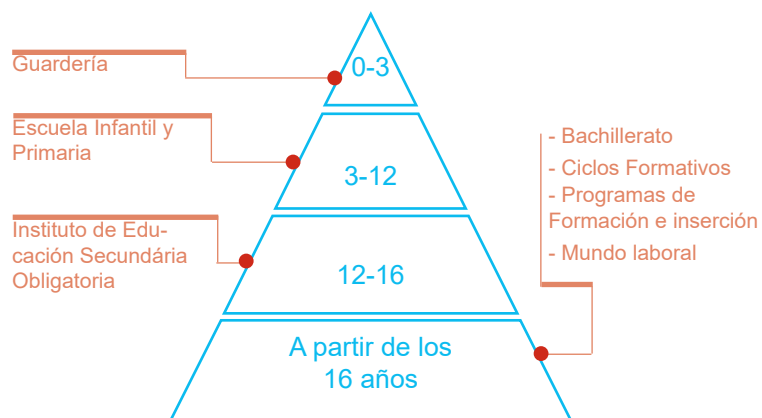 Guardería
0-3
Escuela Infantil y
Primaria
3-12
Instituto de Edu-
cación Secundária
Obligatoria
12-16
A partir de los
16 años
- Bachillerato
- Ciclos Formativos
- Programas de
Formación e inserción
- Mundo laboral